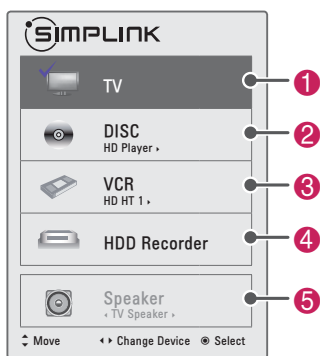 SIMPLINK
TV
1
DISC
HD Player
2
VCR
HD HT 1
3
HDD Recorder
4
Speaker
TV Speaker
5
Move Change Device Select